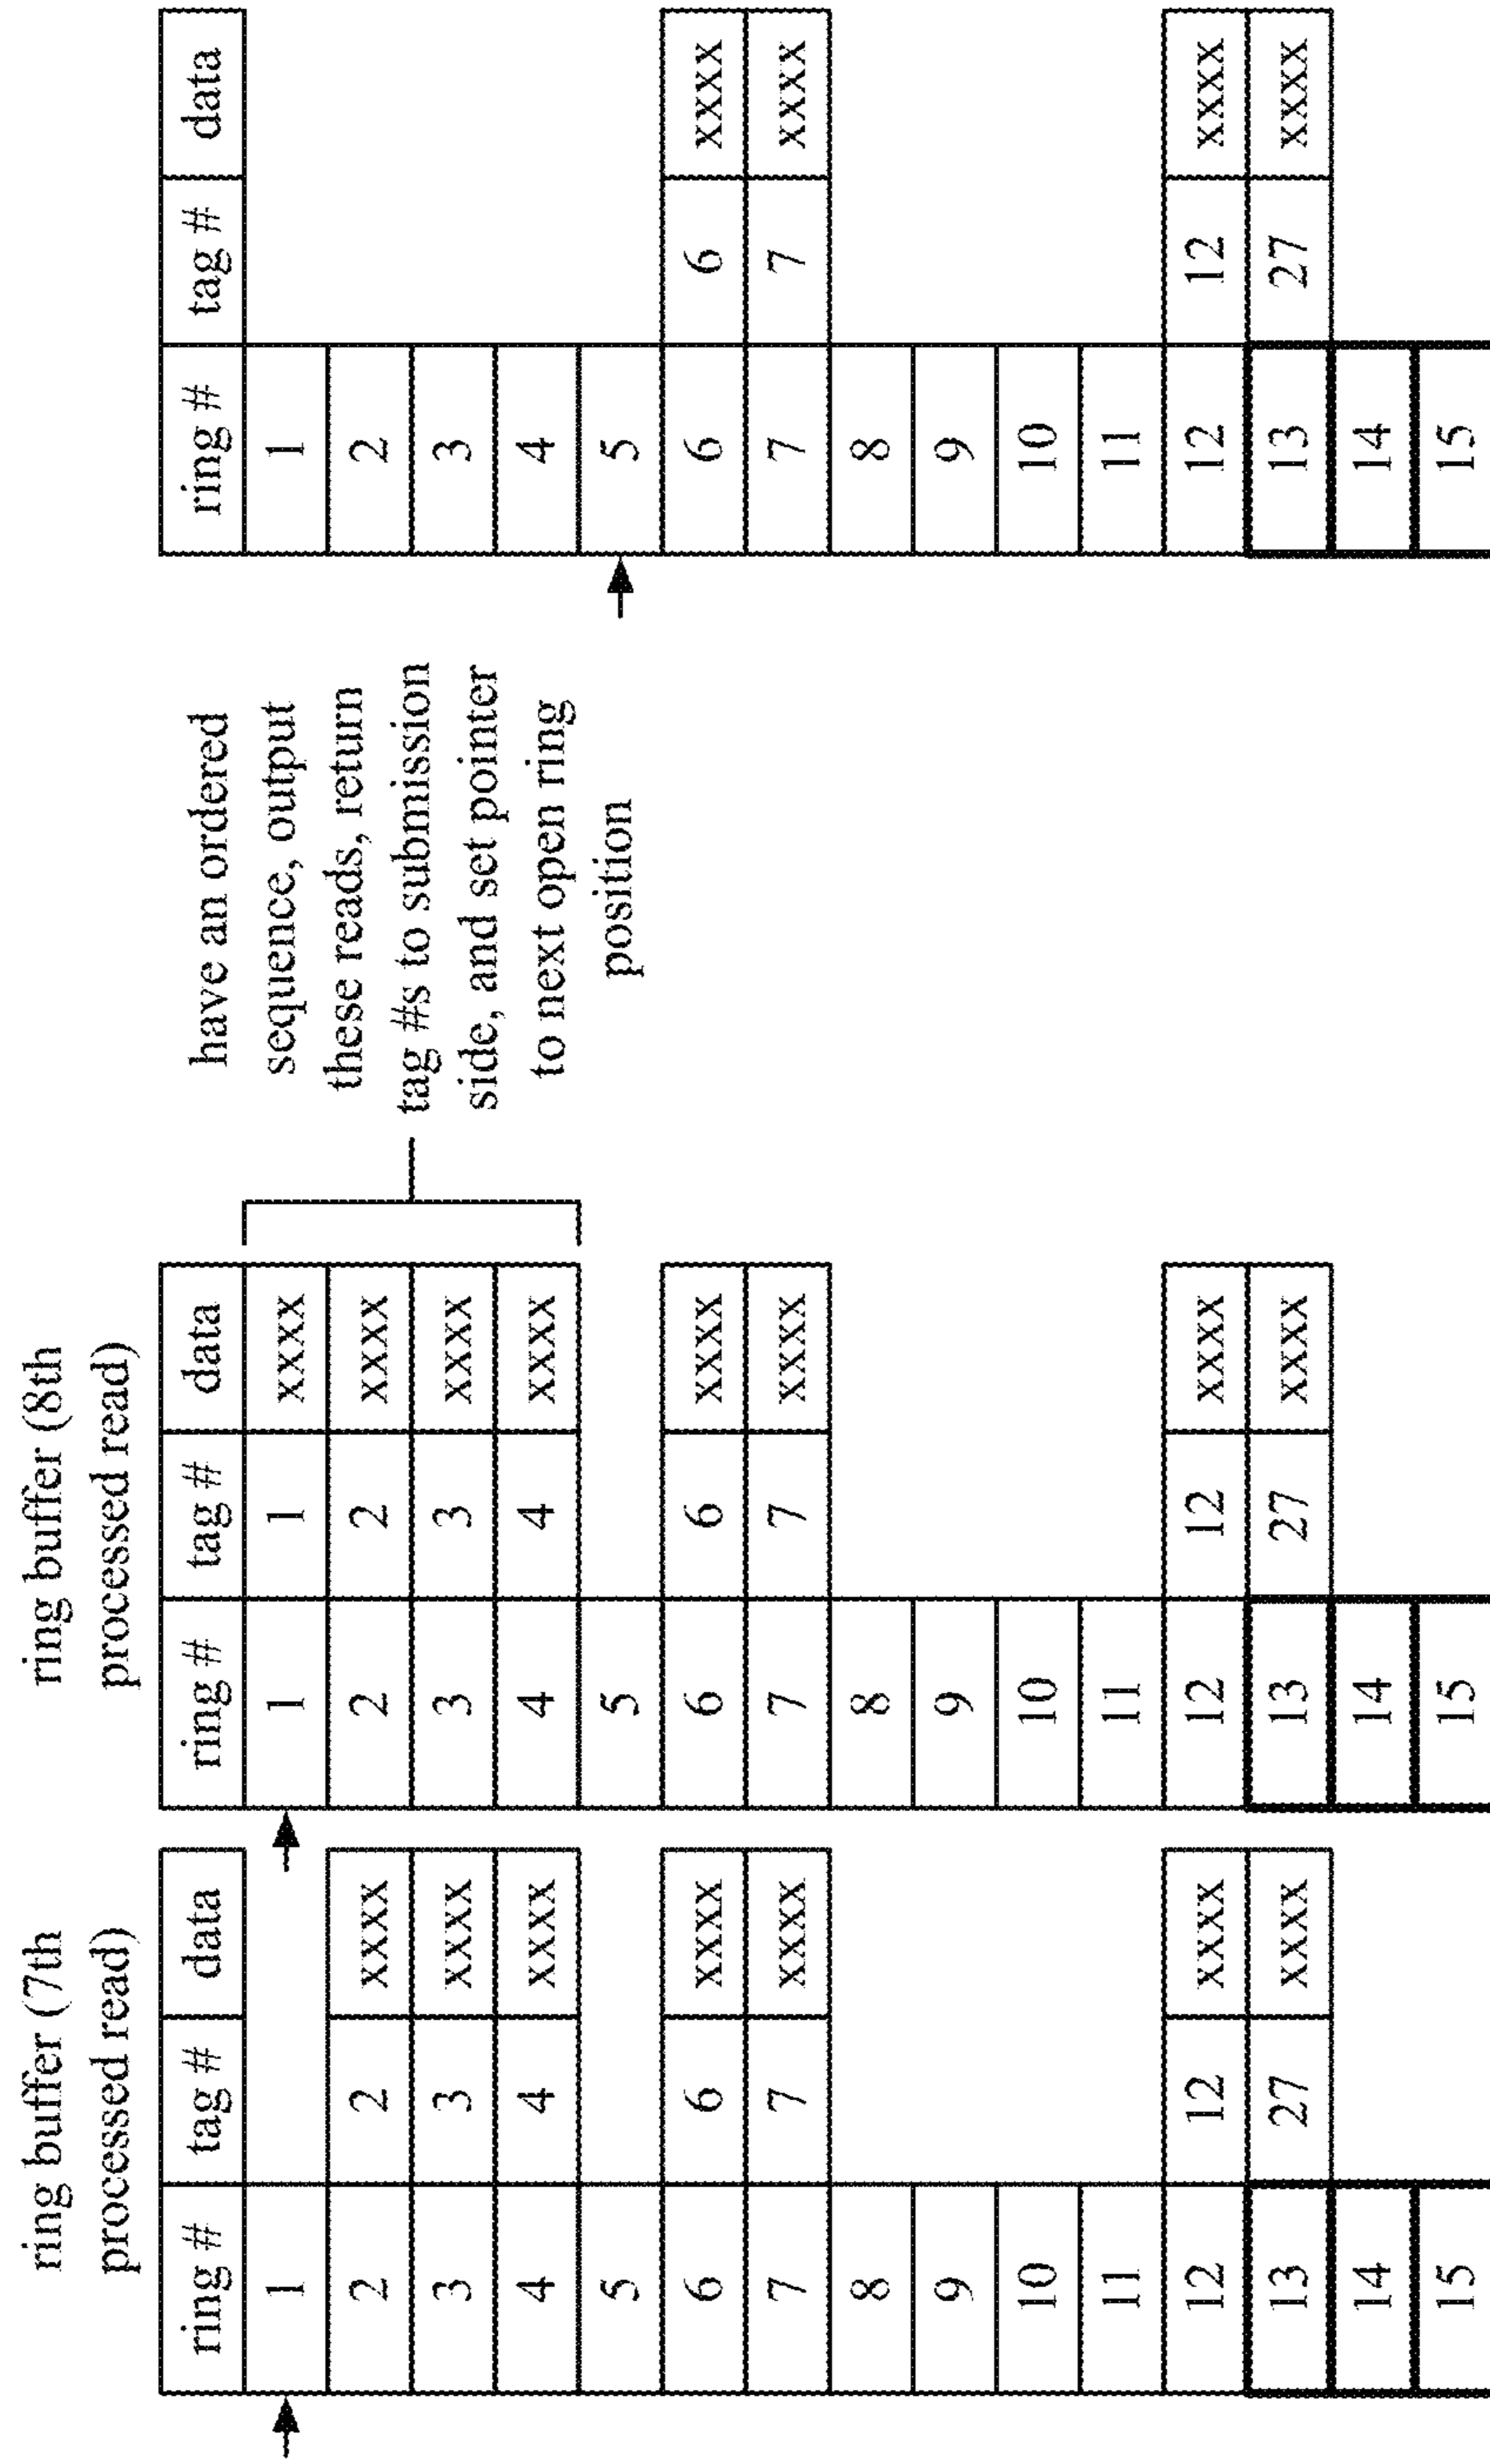 ring buffer (7th
processed read)
ring # tag # data
1
2 2 xxxx
3 3 xxxx
4 4 xxxx
5
6 6 xxxx
7 7 xxxx
8
9
10
11
12 12 xxxx
13 27 xxxx
14
15
ring buffer (8th
processed read)
ring # tag # data
1 1 xxxx
2 2 xxxx
3 3 xxxx
4 4 xxxx
5
6 6 xxxx
7 7 xxxx
8
9
10
11
12 12 xxxx
13 27 xxxx
14
15
have an ordered
sequence, output
these reads, return
tag #s to submission
side, and set pointer
to next open ring
position
ring # tag # data
1
2
3
4
5
6 6 xxxx
7 7 xxxx
8
9
10
11
12 12 xxxx
13 27 xxxx
14
15